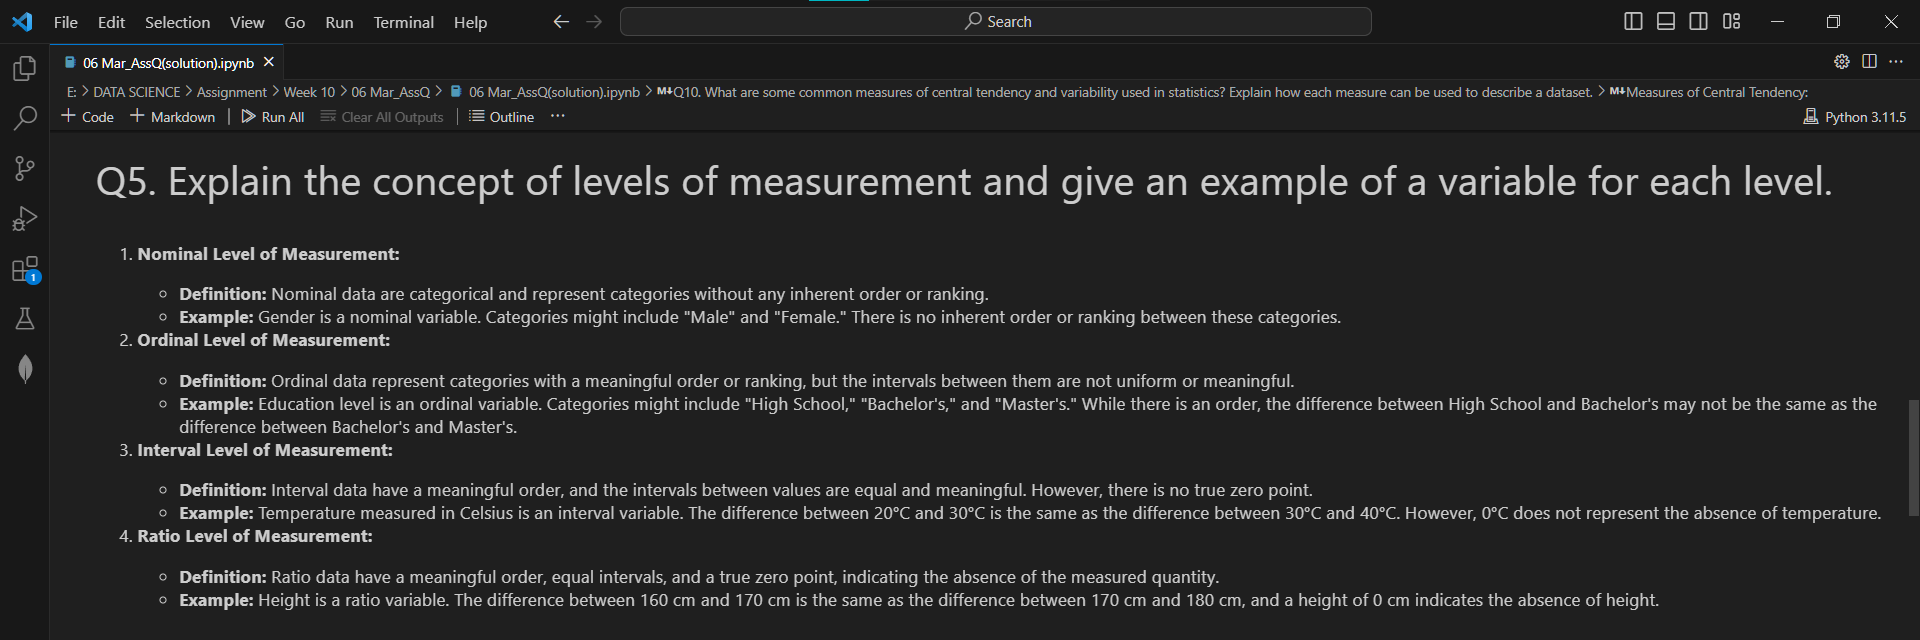 File Edit Selection View Go Run Terminal Help
Search
06 Mar_AssQ(solution).ipynb
E: > DATA SCIENCE > Assignment > Week 10 > 06 Mar_AssQ > 06 Mar_AssQ(solution).ipynb > M↓Q10. What are some common measures of central tendency and variability used in statistics? Explain how each measure can be used to describe a dataset. > M↓Measures of Central Tendency:
+ Code + Markdown | Run All Clear All Outputs | Outline ··· Python 3.11.5
Q5. Explain the concept of levels of measurement and give an example of a variable for each level.
1
1. Nominal Level of Measurement:
Definition: Nominal data are categorical and represent categories without any inherent order or ranking.
Example: Gender is a nominal variable. Categories might include "Male" and "Female." There is no inherent order or ranking between these categories.
2. Ordinal Level of Measurement:
Definition: Ordinal data represent categories with a meaningful order or ranking, but the intervals between them are not uniform or meaningful.
Example: Education level is an ordinal variable. Categories might include "High School," "Bachelor's," and "Master's." While there is an order, the difference between High School and Bachelor's may not be the same as the
difference between Bachelor's and Master's.
3. Interval Level of Measurement:
Definition: Interval data have a meaningful order, and the intervals between values are equal and meaningful. However, there is no true zero point.
Example: Temperature measured in Celsius is an interval variable. The difference between 20°C and 30°C is the same as the difference between 30°C and 40°C. However, 0°C does not represent the absence of temperature.
4. Ratio Level of Measurement:
Definition: Ratio data have a meaningful order, equal intervals, and a true zero point, indicating the absence of the measured quantity.
Example: Height is a ratio variable. The difference between 160 cm and 170 cm is the same as the difference between 170 cm and 180 cm, and a height of 0 cm indicates the absence of height.